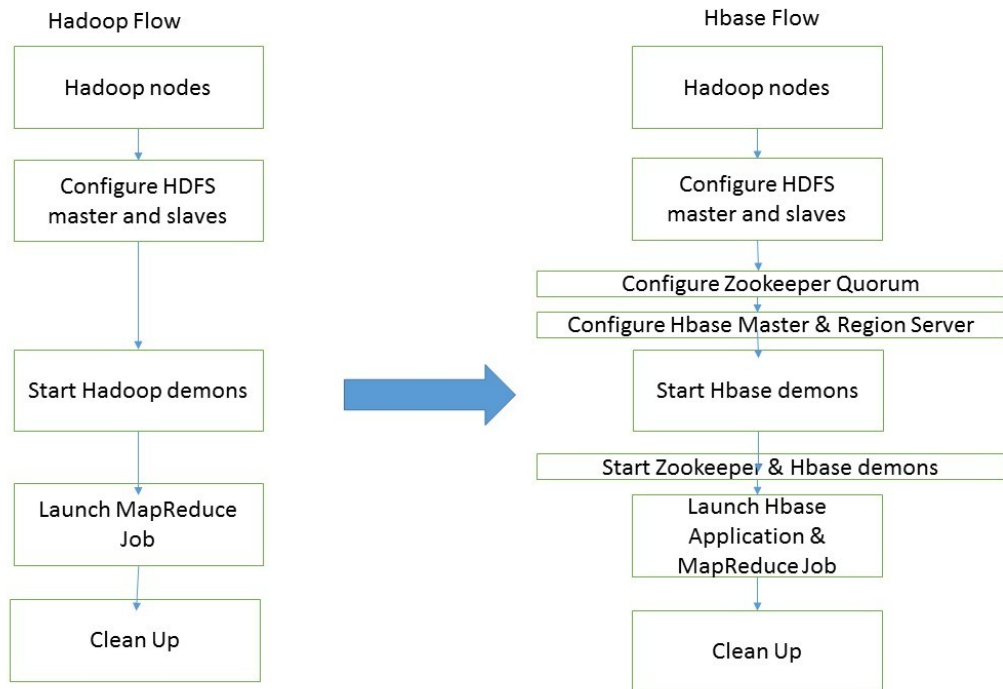 Hadoop Flow
Hadoop nodes
Configure HDFS
master and slaves
Start Hadoop demons
Launch MapReduce
Job
Clean Up
Hbase Flow
Hadoop nodes
Configure HDFS
master and slaves
Configure Zookeeper Quorum
Configure Hbase Master & Region Server
Start Hbase demons
Start Zookeeper & Hbase demons
Launch Hbase
Application &
MapReduce Job
Clean Up